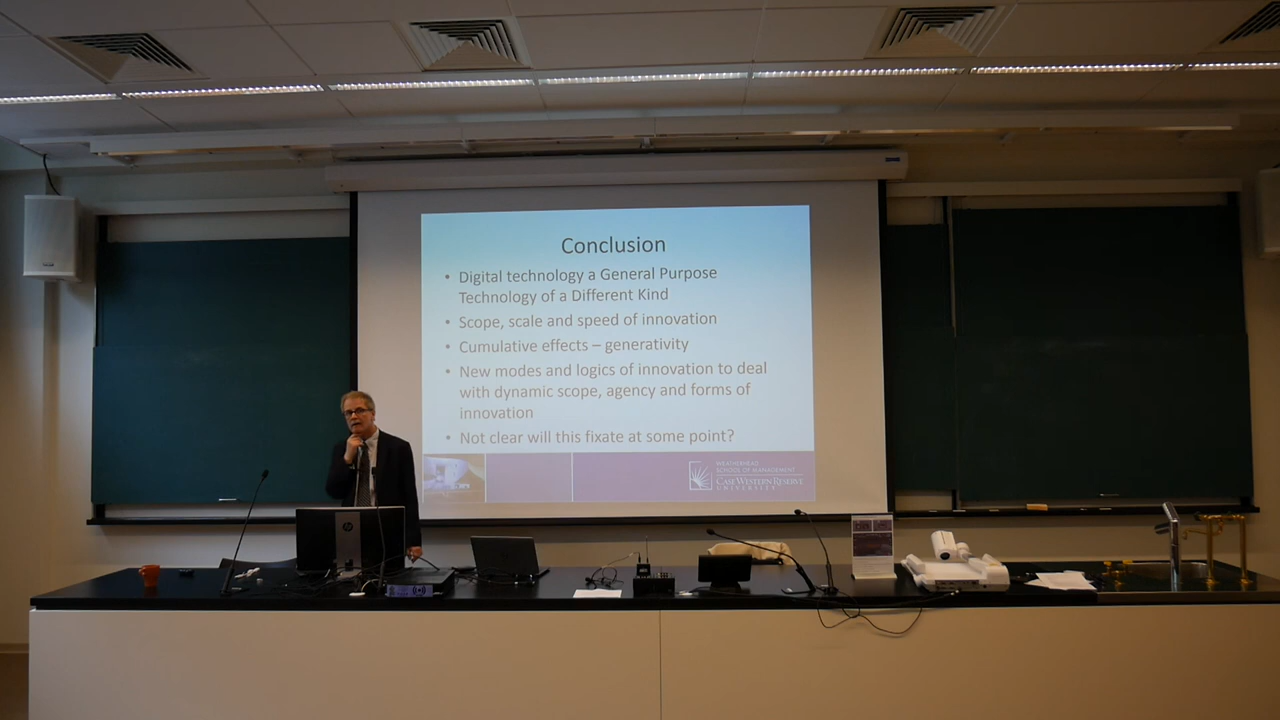 Conclusion
• Digital technology a General Purpose
Technology of a Different Kind
• Scope, scale and speed of innovation
• Cumulative effects – generativity
• New modes and logics of innovation to deal
with dynamic scope, agency and forms of
innovation
• Not clear will this fixate at some point?
WEATHERHEAD
SCHOOL OF MANAGEMENT
CASE WESTERN RESERVE
UNIVERSITY
hp